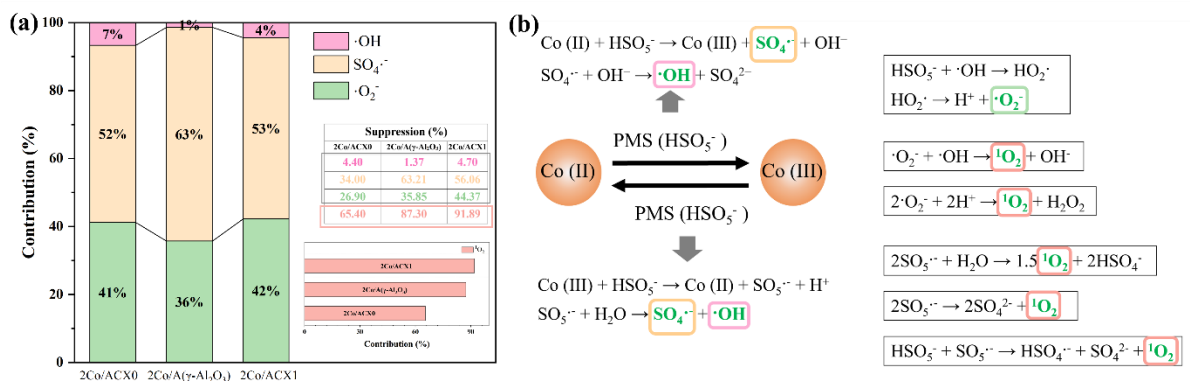 (a)
Contribution (%)
100
80
60
40
20
0
7%
1%
4%
52%
63%
53%
41%
36%
42%
2Co/ACX0 2Co/A(γ-Al₂O₃) 2Co/ACX1
·OH
SO₄·⁻
·O₂⁻
Suppression (%)
2Co/ACX0 2Co/A(γ-Al₂O₃) 2Co/ACX1
4.40 1.37 4.70
34.00 63.21 56.06
26.90 35.85 44.37
65.40 87.30 91.89
¹O₂
2Co/ACX1
2Co/A(γ-Al₂O₃)
2Co/ACX0
0 30 60 90
Contribution (%)
(b)
Co (II) + HSO₅⁻ → Co (III) + SO₄·⁻ + OH⁻
SO₄·⁻ + OH⁻ → ·OH + SO₄²⁻
PMS (HSO₅⁻)
Co (II) Co (III)
PMS (HSO₅⁻)
Co (III) + HSO₅⁻ → Co (II) + SO₅·⁻ + H⁺
SO₅·⁻ + H₂O → SO₄·⁻ + ·OH
HSO₅⁻ + ·OH → HO₂·
HO₂· → H⁺ + ·O₂⁻
·O₂⁻ + ·OH → ¹O₂ + OH⁻
2·O₂⁻ + 2H⁺ → ¹O₂ + H₂O₂
2SO₅·⁻ + H₂O → 1.5 ¹O₂ + 2HSO₄⁻
2SO₅·⁻ → 2SO₄²⁻ + ¹O₂
HSO₅⁻ + SO₅·⁻ → HSO₄·⁻ + SO₄²⁻ + ¹O₂